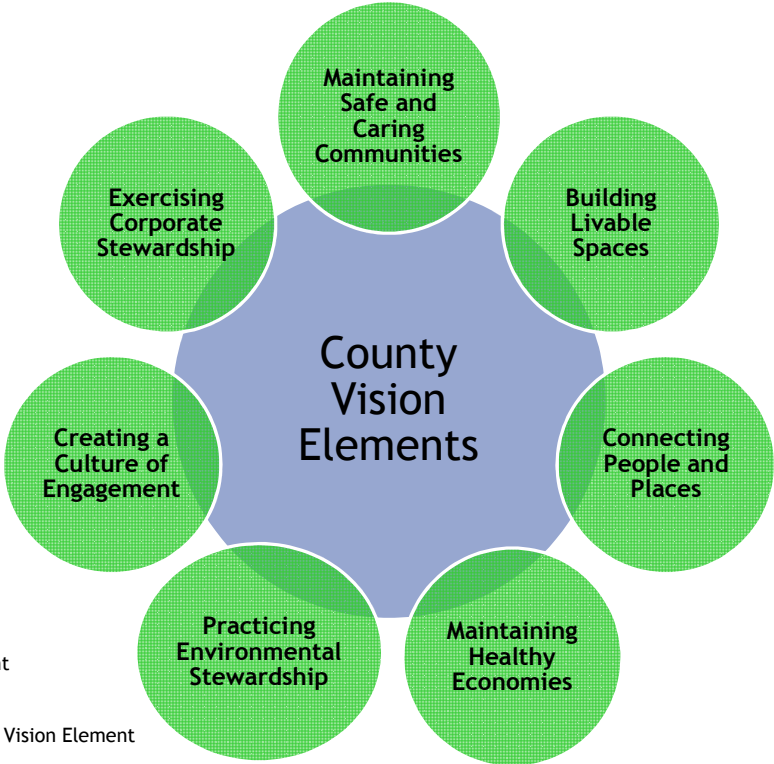 Maintaining
Safe and
Caring
Communities
Building
Livable
Spaces
Connecting
People and
Places
Maintaining
Healthy
Economies
Practicing
Environmental
Stewardship
Creating a
Culture of
Engagement
Exercising
Corporate
Stewardship
County
Vision
Elements
Vision Element